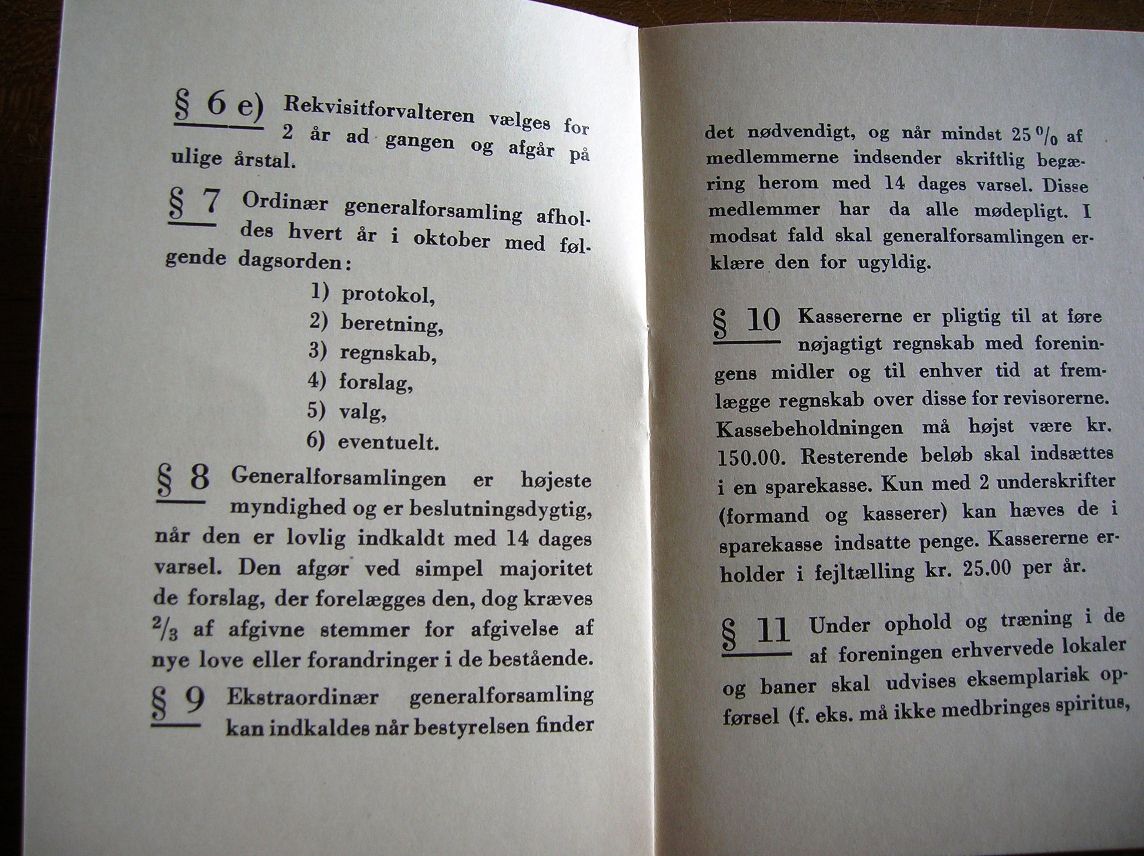 § 6 e) Rekvisitforvalteren vælges for
2 år ad gangen og afgår på
ulige årstal.
§ 7 Ordinær generalforsamling afhol-
des hvert år i oktober med føl-
gende dagsorden:
1) protokol,
2) beretning,
3) regnskab,
4) forslag,
5) valg,
6) eventuelt.
§ 8 Generalforsamlingen er højeste
myndighed og er beslutningsdygtig,
når den er lovlig indkaldt med 14 dages
varsel. Den afgør ved simpel majoritet
de forslag, der forelægges den, dog kræves
2/3 af afgivne stemmer for afgivelse af
nye love eller forandringer i de bestående.
§ 9 Ekstraordinær generalforsamling
kan indkaldes når bestyrelsen finder
det nødvendigt, og når mindst 25 % af
medlemmerne indsender skriftlig begæ-
ring herom med 14 dages varsel. Disse
medlemmer har da alle mødepligt. I
modsat fald skal generalforsamlingen er-
klære den for ugyldig.
§ 10 Kassererne er pligtig til at føre
nøjagtigt regnskab med forenin-
gens midler og til enhver tid at frem-
lægge regnskab over disse for revisorerne.
Kassebeholdningen må højst være kr.
150.00. Resterende beløb skal indsættes
i en sparekasse. Kun med 2 underskrifter
(formand og kasserer) kan hæves de i
sparekasse indsatte penge. Kassererne er-
holder i fejltælling kr. 25.00 per år.
§ 11 Under ophold og træning i de
af foreningen erhvervede lokaler
og baner skal udvises eksemplarisk op-
førsel (f. eks. må ikke medbringes spiritus,